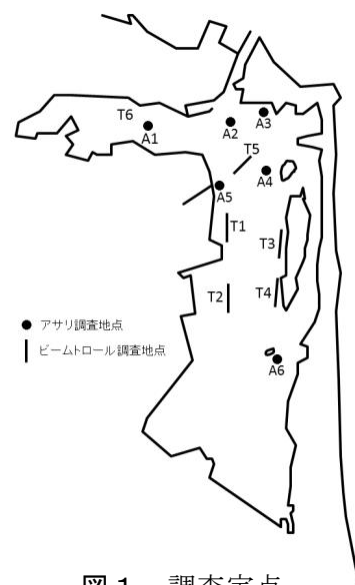 T6
A1
A2
A3
T5
A4
A5
T1
T3
T2
T4
● アサリ調査地点
| ビームトロール調査地点
A6
図1 調査定点